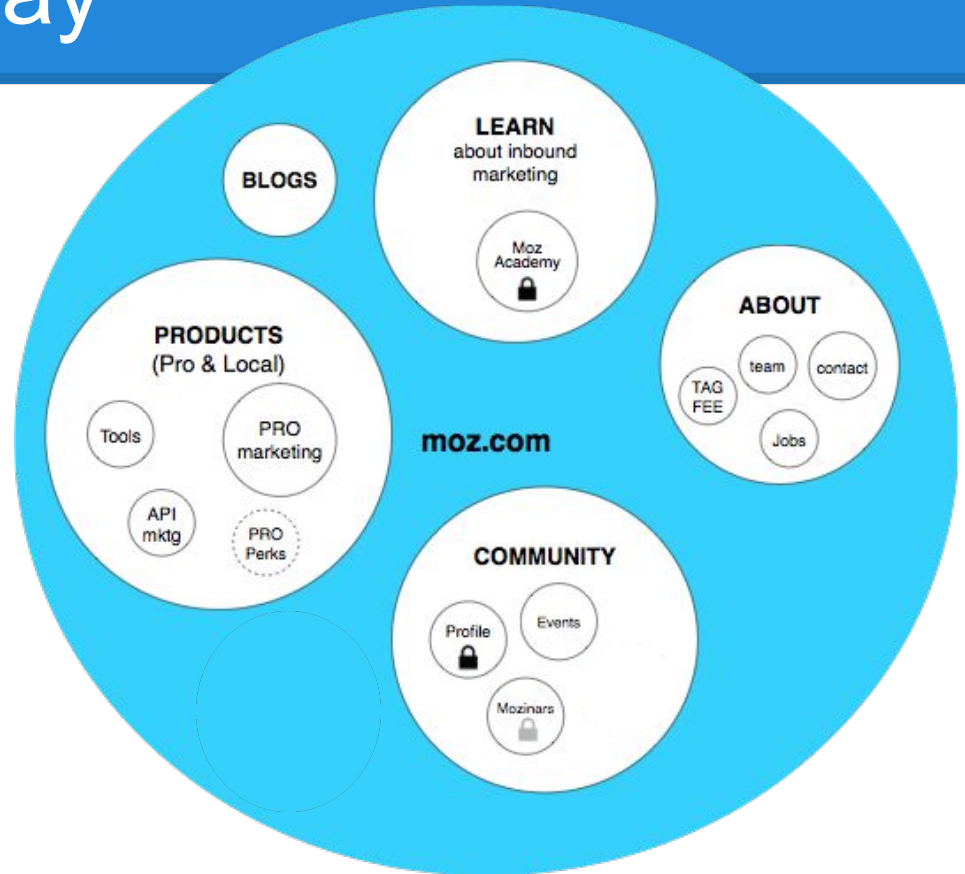 ay
BLOGS
LEARN
about inbound
marketing
Moz
Academy
PRODUCTS
(Pro & Local)
Tools
PRO
marketing
API
mktg
PRO
Perks
moz.com
ABOUT
team
contact
TAG
FEE
Jobs
COMMUNITY
Profile
Events
Mozinars